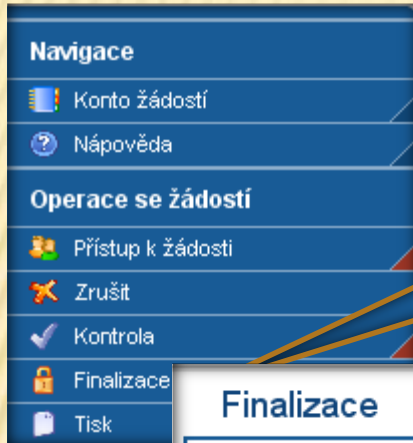 Navigace
Konto žádostí
Nápověda
Operace se žádostí
Přístup k žádosti
Zrušit
Kontrola
Finalizace
Tisk
Finalizace